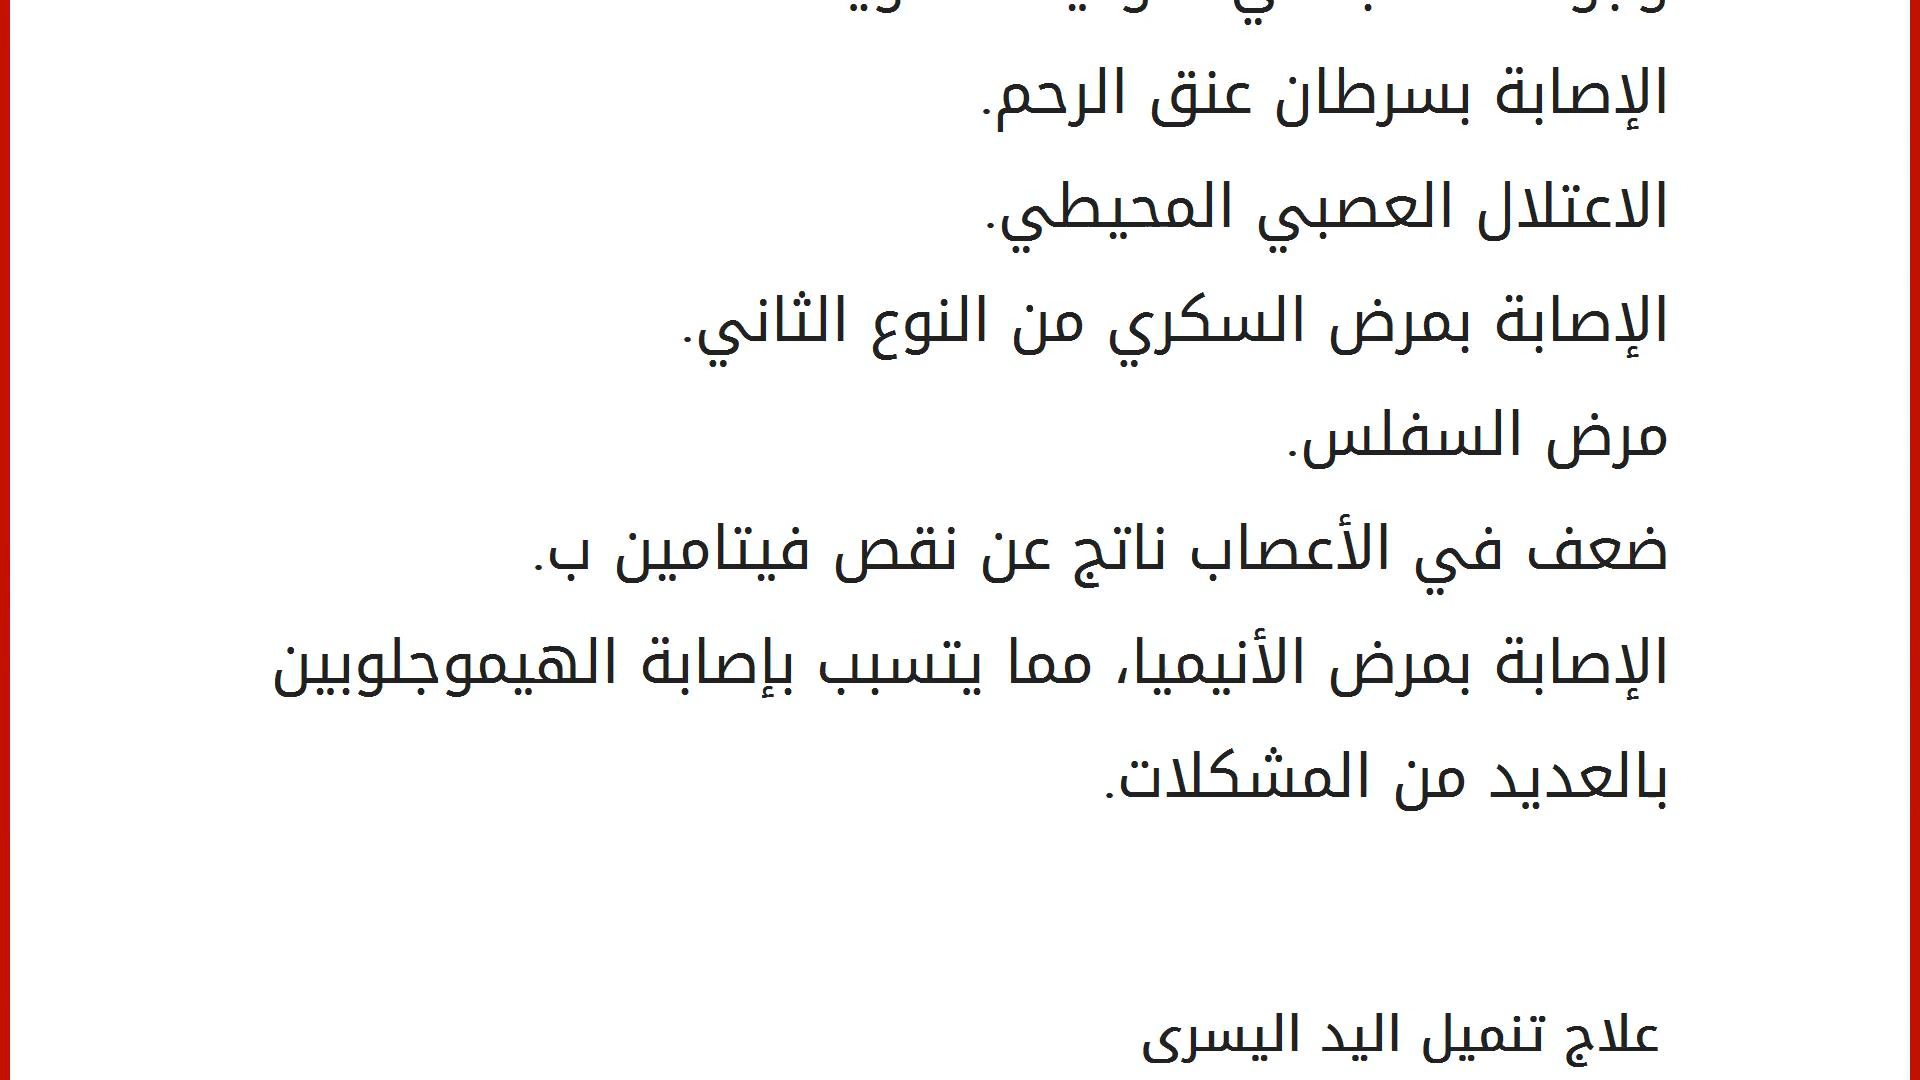 الإصابة بسرطان عنق الرحم.
الاعتلال العصبي المحيطي.
الإصابة بمرض السكري من النوع الثاني.
مرض السفلس.
ضعف في الأعصاب ناتج عن نقص فيتامين ب.
الإصابة بمرض الأنيميا، مما يتسبب بإصابة الهيموجلوبين
بالعديد من المشكلات.
علاج تنميل اليد اليسرى